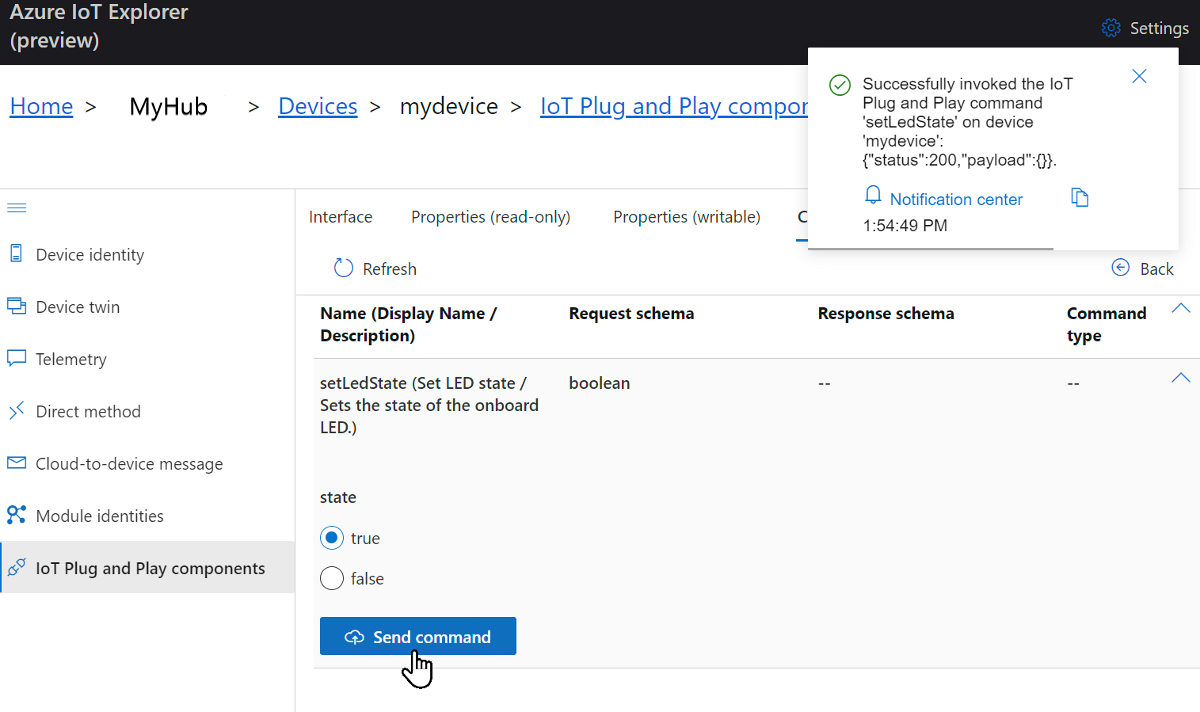 Azure IoT Explorer
(preview)
Settings
Home > MyHub > Devices > mydevice > IoT Plug and Play compon
Successfully invoked the IoT
Plug and Play command
'setLedState' on device
'mydevice':
{"status":200,"payload":{}}.
Notification center
1:54:49 PM
Device identity
Device twin
Telemetry
Direct method
Cloud-to-device message
Module identities
IoT Plug and Play components
Interface Properties (read-only) Properties (writable) C
Refresh Back
Name (Display Name / Description) Request schema Response schema Command type
setLedState (Set LED state / boolean -- --
Sets the state of the onboard
LED.)
state
true
false
Send command